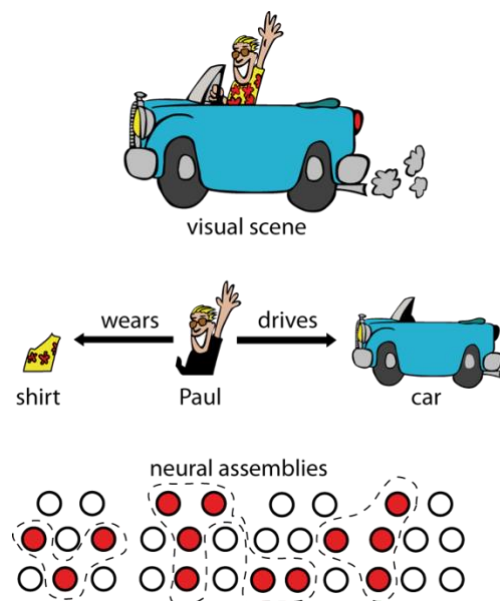 visual scene
wears drives
shirt Paul car
neural assemblies